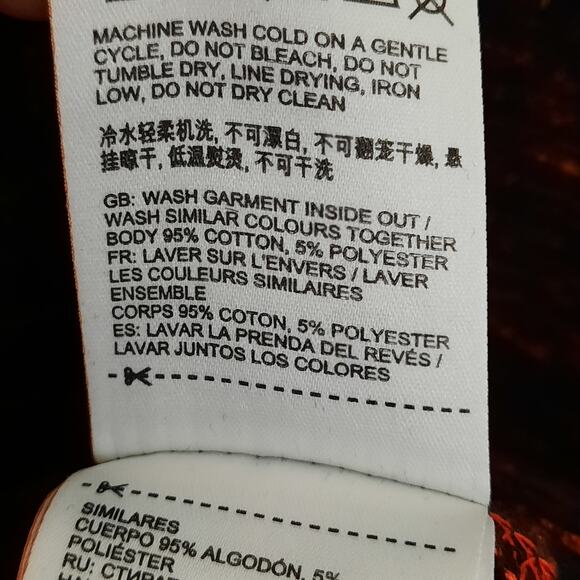 MACHINE WASH COLD ON A GENTLE
CYCLE, DO NOT BLEACH, DO NOT
TUMBLE DRY, LINE DRYING, IRON
LOW, DO NOT DRY CLEAN
冷水轻柔机洗, 不可漂白, 不可翻笼干燥, 悬
挂晾干, 低温熨烫, 不可干洗
GB: WASH GARMENT INSIDE OUT /
WASH SIMILAR COLOURS TOGETHER
BODY 95% COTTON, 5% POLYESTER
FR: LAVER SUR L'ENVERS / LAVER
LES COULEURS SIMILAIRES
ENSEMBLE
CORPS 95% COTON, 5% POLYESTER
ES: LAVAR LA PRENDA DEL REVÉS /
LAVAR JUNTOS LOS COLORES
SIMILARES
CUERPO 95% ALGODÓN, 5%
POLIÉSTER
RU: